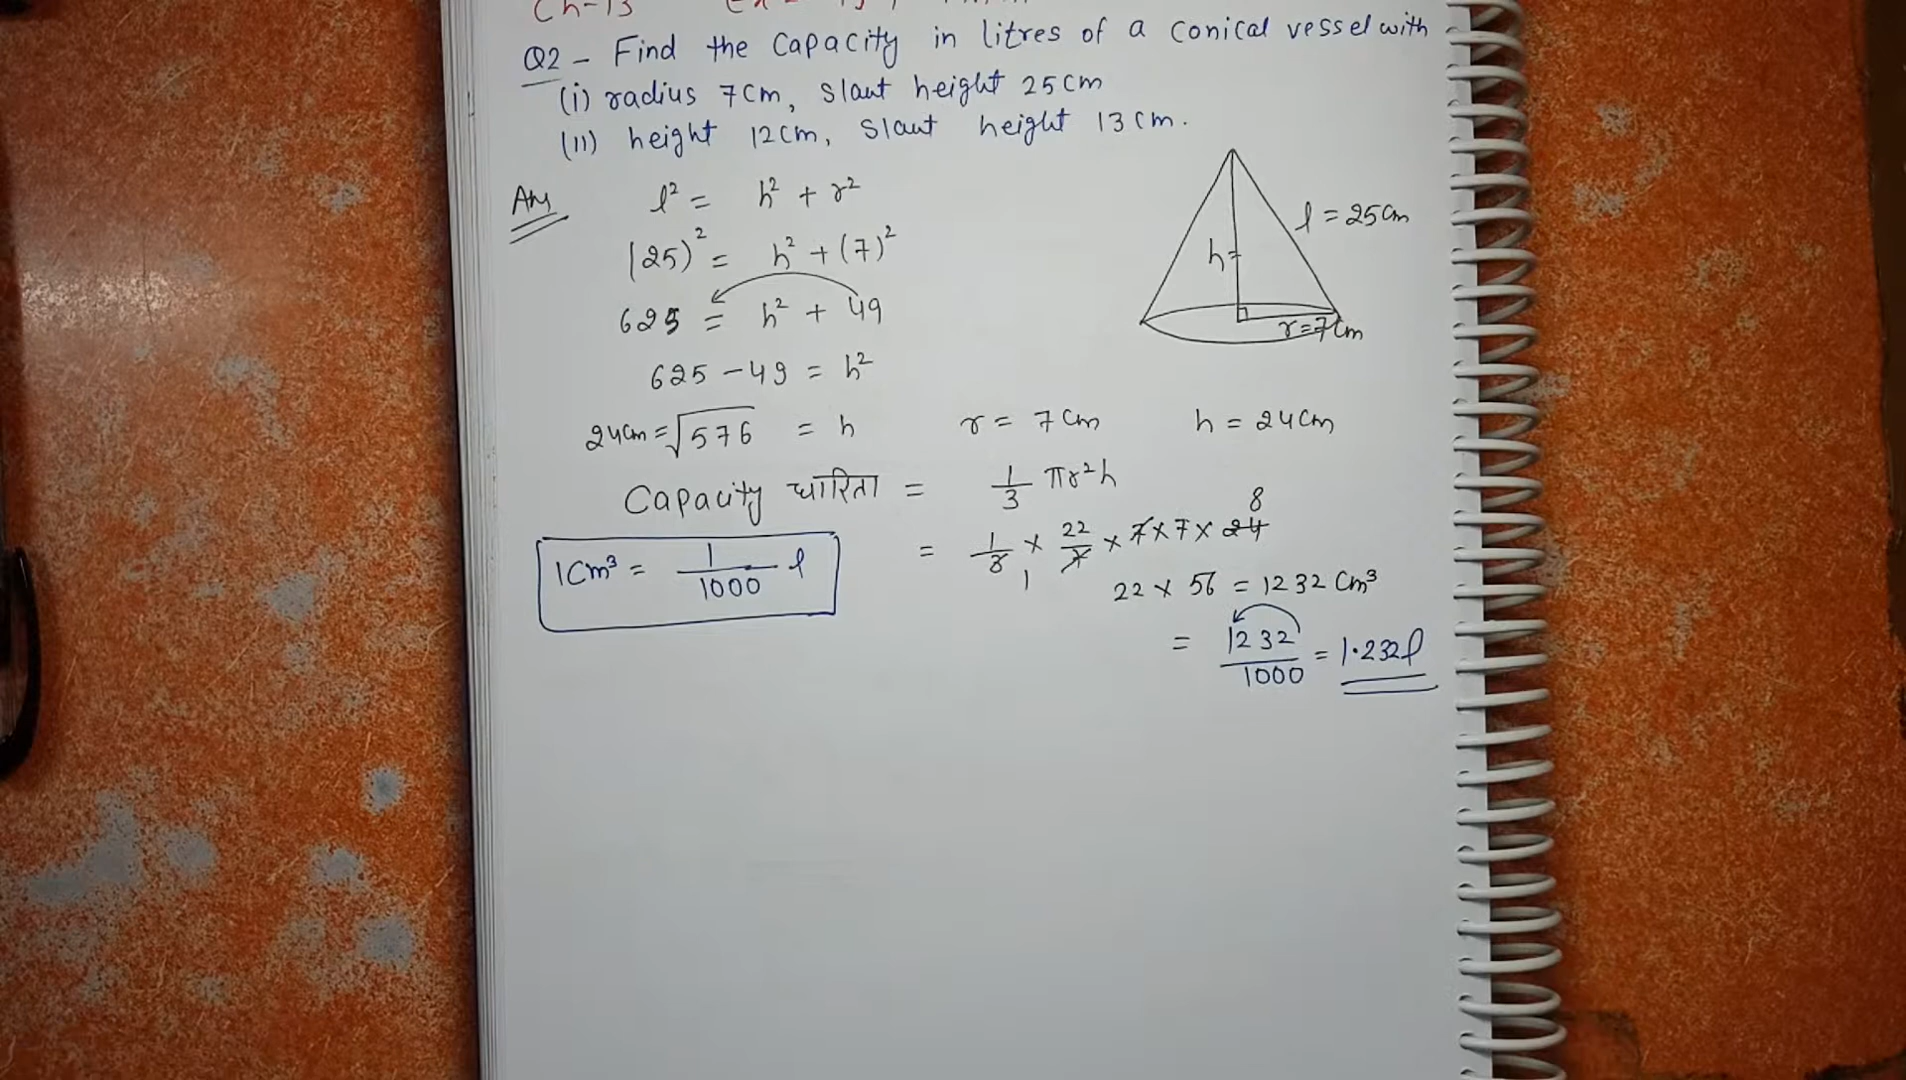 Ch-13
Q2 - Find the Capacity in litres of a conical vessel with
(i) radius 7cm, slant height 25cm
(ii) height 12cm, slant height 13cm.
Ans
l² = h² + r²
(25)² = h² + (7)²
625 = h² + 49
625 - 49 = h²
24cm = √576 = h
l = 25cm
h =
r = 7cm
r = 7cm h = 24cm
Capacity धारिता = 1/3 πr²h
= 1/3 × 22/7 × 7 × 7 × 24
8
1
1cm³ = 1/1000 l
22 × 56 = 1232 Cm³
= 1232/1000 = 1.232l